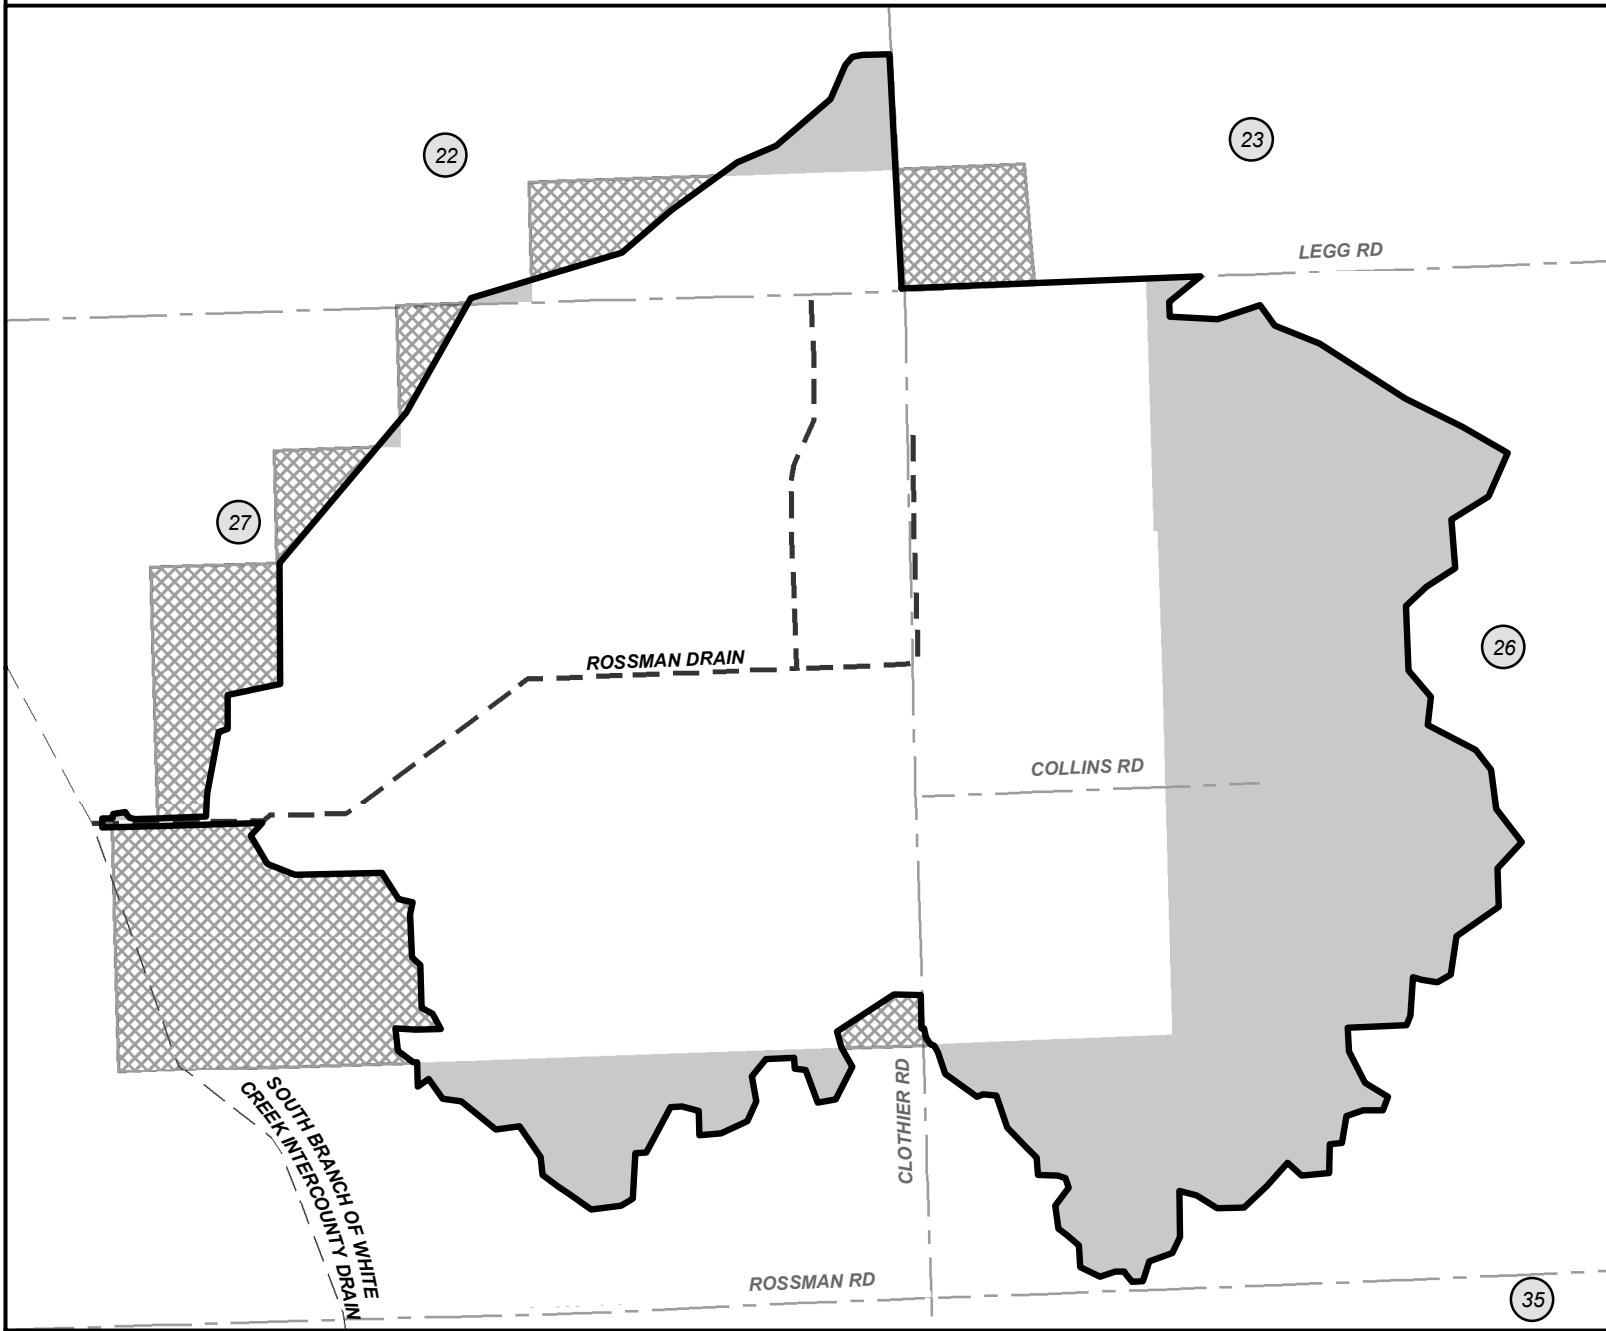 22
23
LEGG RD
27
26
ROSSMAN DRAIN
COLLINS RD
CLOTHIER RD
SOUTH BRANCH OF WHITE
CREEK INTERCOUNTY DRAIN
ROSSMAN RD
35